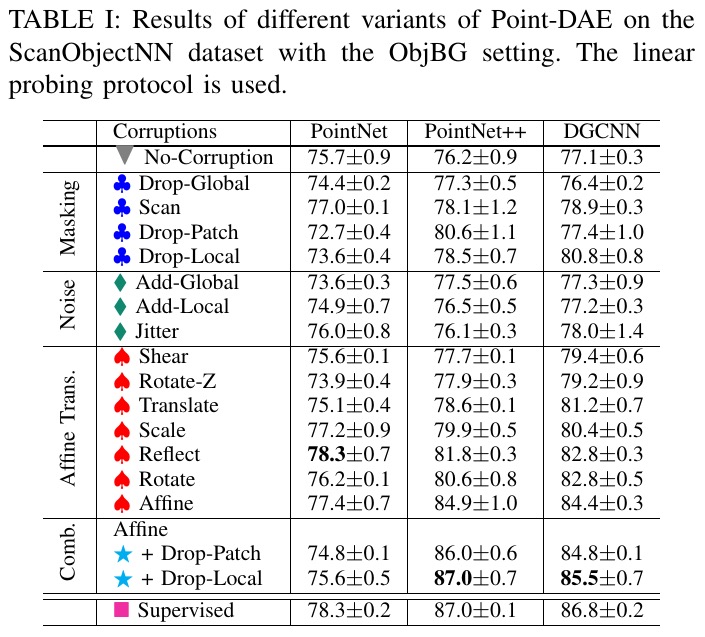 TABLE I: Results of different variants of Point-DAE on the
ScanObjectNN dataset with the ObjBG setting. The linear
probing protocol is used.
Corruptions PointNet PointNet++ DGCNN
▼ No-Corruption 75.7±0.9 76.2±0.9 77.1±0.3
Masking
♣ Drop-Global 74.4±0.2 77.3±0.5 76.4±0.2
♣ Scan 77.0±0.1 78.1±1.2 78.9±0.3
♣ Drop-Patch 72.7±0.4 80.6±1.1 77.4±1.0
♣ Drop-Local 73.6±0.4 78.5±0.7 80.8±0.8
Noise
♦ Add-Global 73.6±0.3 77.5±0.6 77.3±0.9
♦ Add-Local 74.9±0.7 76.5±0.5 77.2±0.3
♦ Jitter 76.0±0.8 76.1±0.3 78.0±1.4
Affine Trans.
♠ Shear 75.6±0.1 77.7±0.1 79.4±0.6
♠ Rotate-Z 73.9±0.4 77.9±0.3 79.2±0.9
♠ Translate 75.1±0.4 78.6±0.1 81.2±0.7
♠ Scale 77.2±0.9 79.9±0.5 80.4±0.5
♠ Reflect 78.3±0.7 81.8±0.3 82.8±0.3
♠ Rotate 76.2±0.1 80.6±0.8 82.8±0.5
♠ Affine 77.4±0.7 84.9±1.0 84.4±0.3
Comb.
Affine
★ + Drop-Patch 74.8±0.1 86.0±0.6 84.8±0.1
★ + Drop-Local 75.6±0.5 87.0±0.7 85.5±0.7
■ Supervised 78.3±0.2 87.0±0.1 86.8±0.2